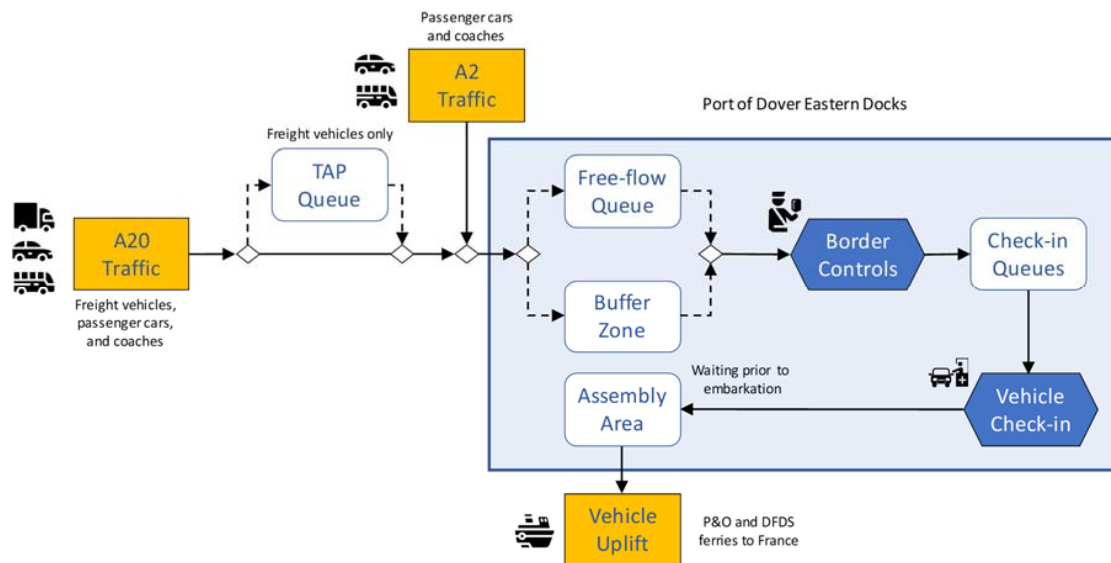 Passenger cars
and coaches
A2
Traffic
Port of Dover Eastern Docks
Freight vehicles only
TAP
Queue
Free-flow
Queue
A20
Traffic
Border
Controls
Check-in
Queues
Freight vehicles,
passenger cars,
and coaches
Buffer
Zone
Waiting prior to
embarkation
Assembly
Area
Vehicle
Check-in
Vehicle
Uplift
P&O and DFDS
ferries to France